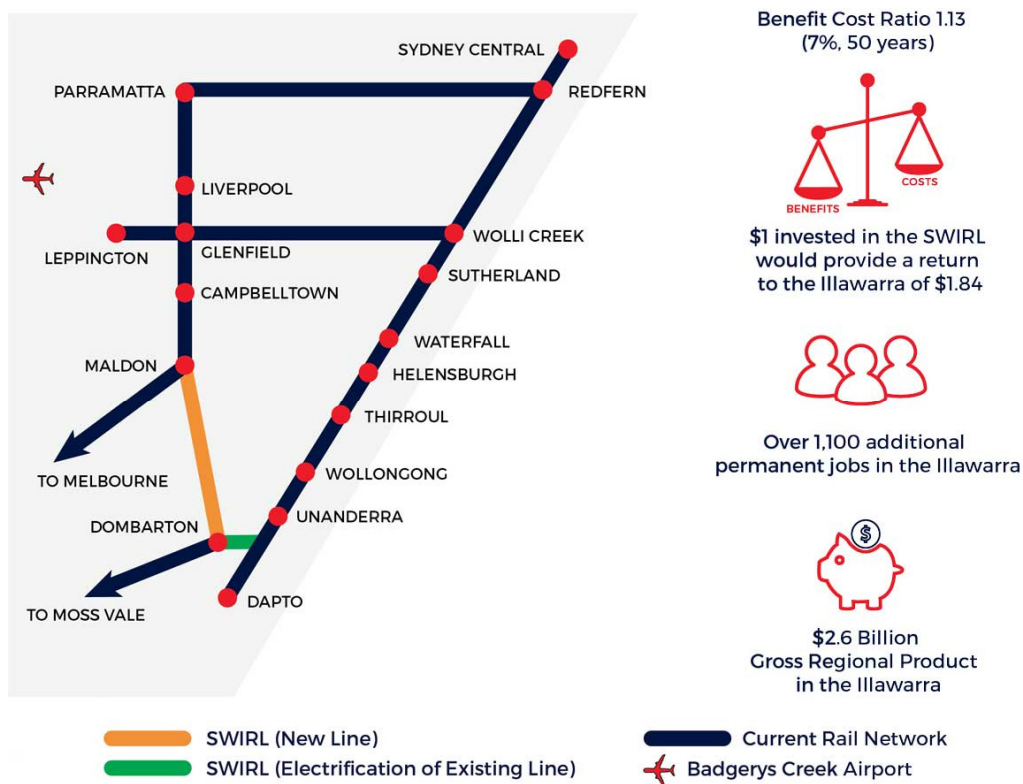 SYDNEY CENTRAL
PARRAMATTA
REDFERN
LIVERPOOL
LEPPINGTON
GLENFIELD
WOLLI CREEK
SUTHERLAND
CAMPBELLTOWN
WATERFALL
MALDON
HELENSBURGH
THIRROUL
TO MELBOURNE
WOLLONGONG
UNANDERRA
DOMBARTON
TO MOSS VALE
DAPTO
Benefit Cost Ratio 1.13
(7%, 50 years)
BENEFITS
COSTS
$1 invested in the SWIRL
would provide a return
to the Illawarra of $1.84
Over 1,100 additional
permanent jobs in the Illawarra
$
$2.6 Billion
Gross Regional Product
in the Illawarra
SWIRL (New Line)
SWIRL (Electrification of Existing Line)
Current Rail Network
Badgerys Creek Airport